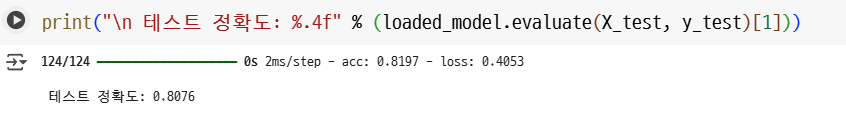 print("\n 테스트 정확도: %.4f" % (loaded_model.evaluate(X_test, y_test)[1]))
124/124 ━━━━━━━━━━━━━━━━━━━━ 0s 2ms/step - acc: 0.8197 - loss: 0.4053
테스트 정확도: 0.8076